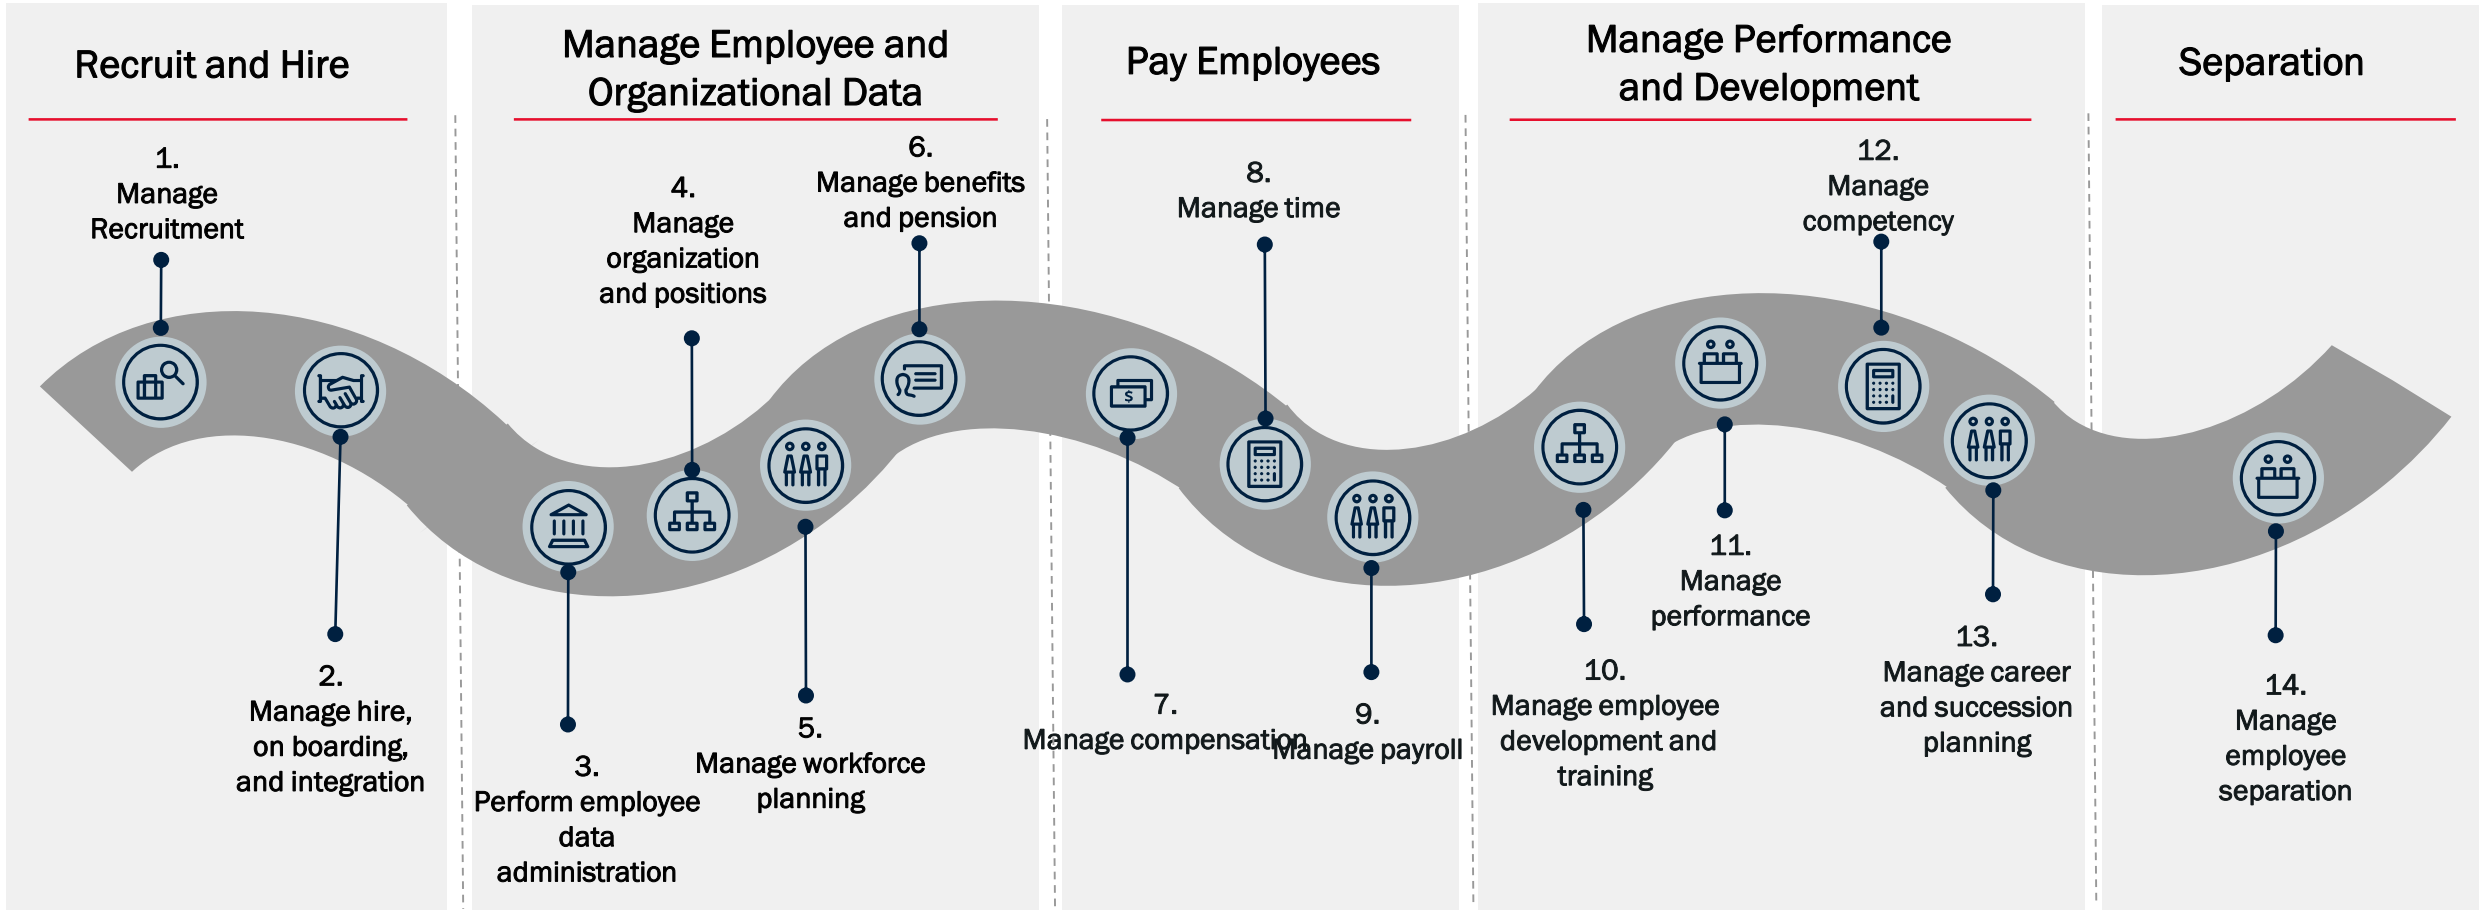 Recruit and Hire
1.
Manage
Recruitment
2.
Manage hire,
on boarding,
and integration
Manage Employee and
Organizational Data
3.
Perform employee
data
administration
4.
Manage
organization
and positions
5.
Manage workforce
planning
6.
Manage benefits
and pension
Pay Employees
7.
Manage compensation
8.
Manage time
9.
Manage payroll
Manage Performance
and Development
10.
Manage employee
development and
training
11.
Manage
performance
12.
Manage
competency
13.
Manage career
and succession
planning
Separation
14.
Manage
employee
separation
$